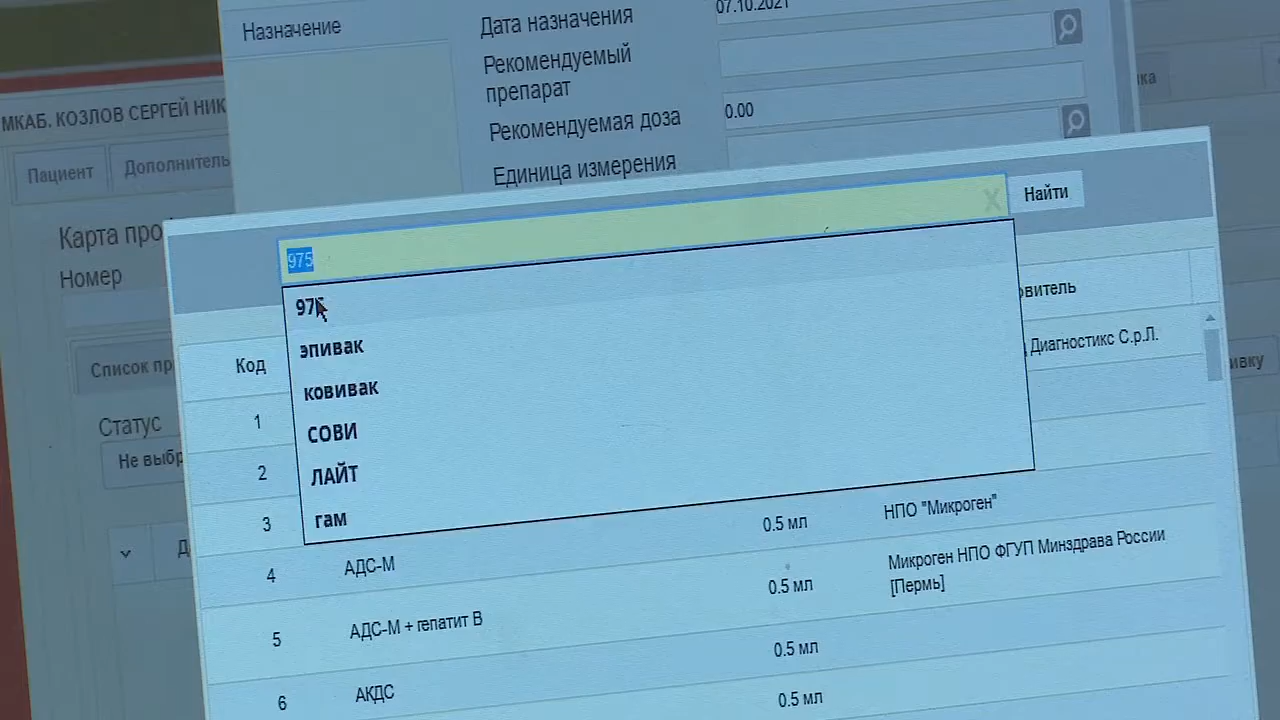 Назначение
Дата назначения
07.10.2021
Рекомендуемый
препарат
Рекомендуемая доза
0.00
Единица измерения
МКАБ. КОЗЛОВ СЕРГЕЙ НИК
Пациент
Дополнитель
Карта про
Номер
975
X
Найти
975
эпивак
ковивак
СОВИ
ЛАЙТ
гам
овитель
Код
Диагностикс С.р.Л.
Список пр
ивку
1
Статус
Не выбр
2
3
0.5 мл
НПО "Микроген"
4
АДС-М
0.5 мл
Микроген НПО ФГУП Минздрава России
[Пермь]
5
АДС-М + гепатит В
0.5 мл
6
АКДС
0.5 мл